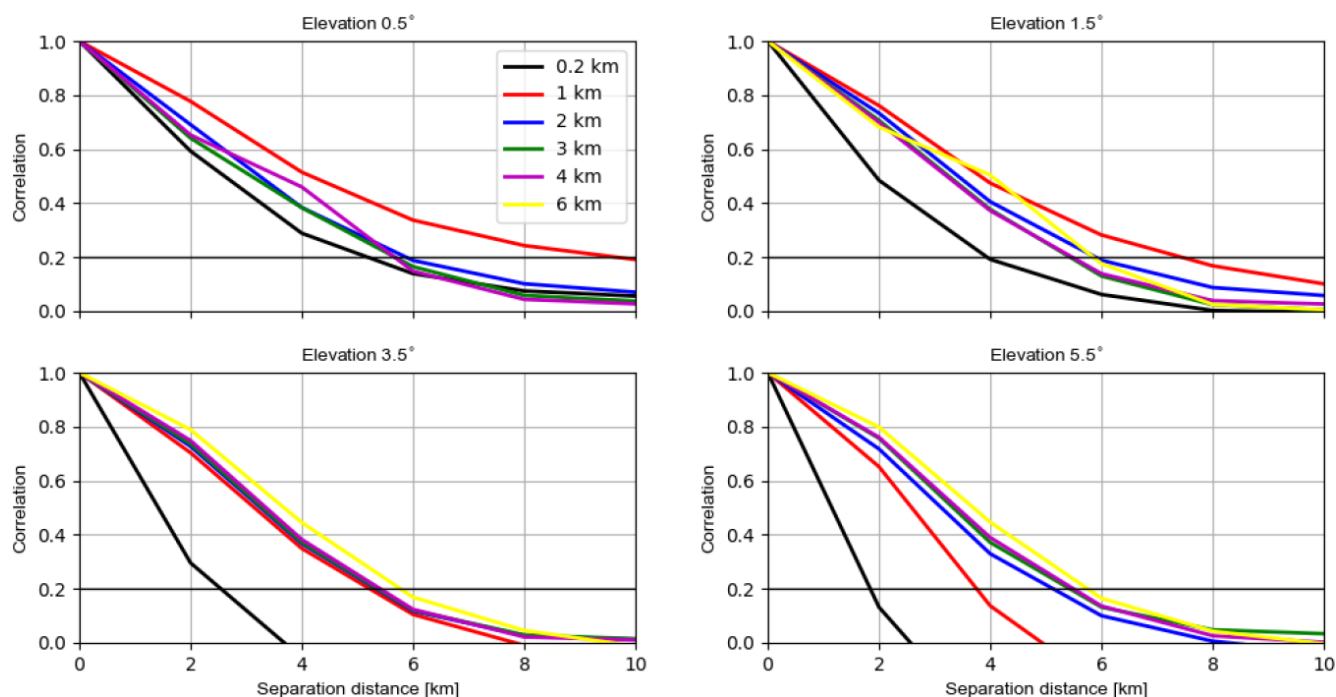 Elevation 0.5°
1.0
0.8
0.6
0.4
0.2
0.0
Correlation
0.2 km
1 km
2 km
3 km
4 km
6 km
Elevation 1.5°
1.0
0.8
0.6
0.4
0.2
0.0
Correlation
Elevation 3.5°
1.0
0.8
0.6
0.4
0.2
0.0
Correlation
0 2 4 6 8 10
Separation distance [km]
Elevation 5.5°
1.0
0.8
0.6
0.4
0.2
0.0
Correlation
0 2 4 6 8 10
Separation distance [km]